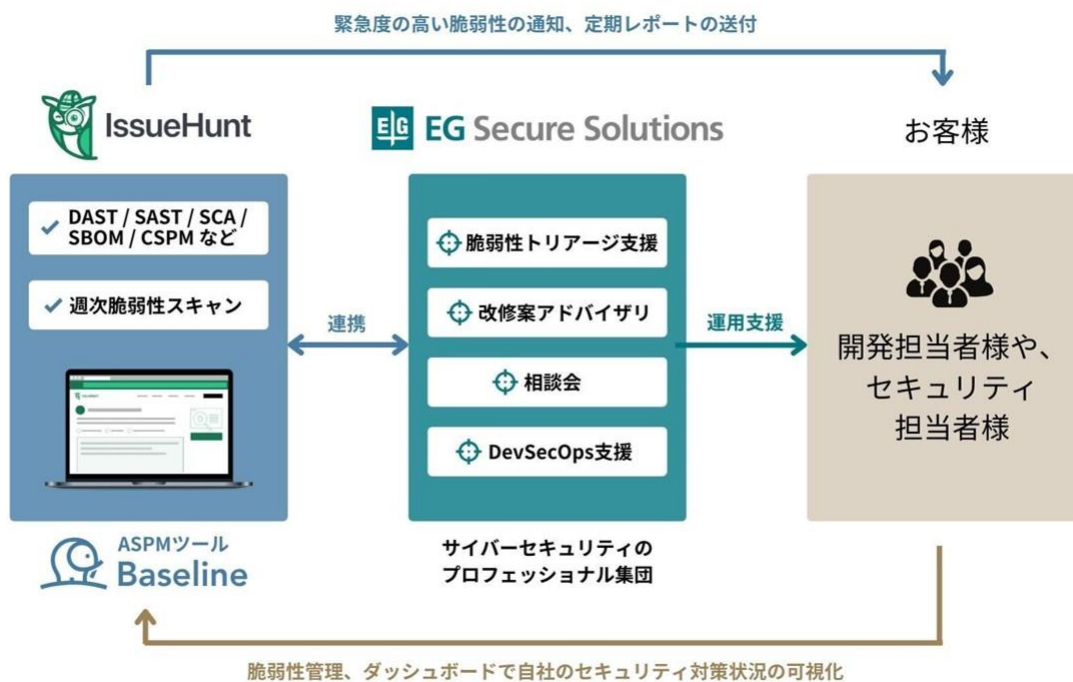 緊急度の高い脆弱性の通知、定期レポートの送付
IssueHunt
EG EG Secure Solutions
お客様
DAST / SAST / SCA /
SBOM / CSPM など
週次脆弱性スキャン
連携
脆弱性トリアージ支援
改修案アドバイザリ
相談会
DevSecOps支援
運用支援
開発担当者様や、
セキュリティ
担当者様
ASPMツール
Baseline
サイバーセキュリティの
プロフェッショナル集団
脆弱性管理、ダッシュボードで自社のセキュリティ対策状況の可視化